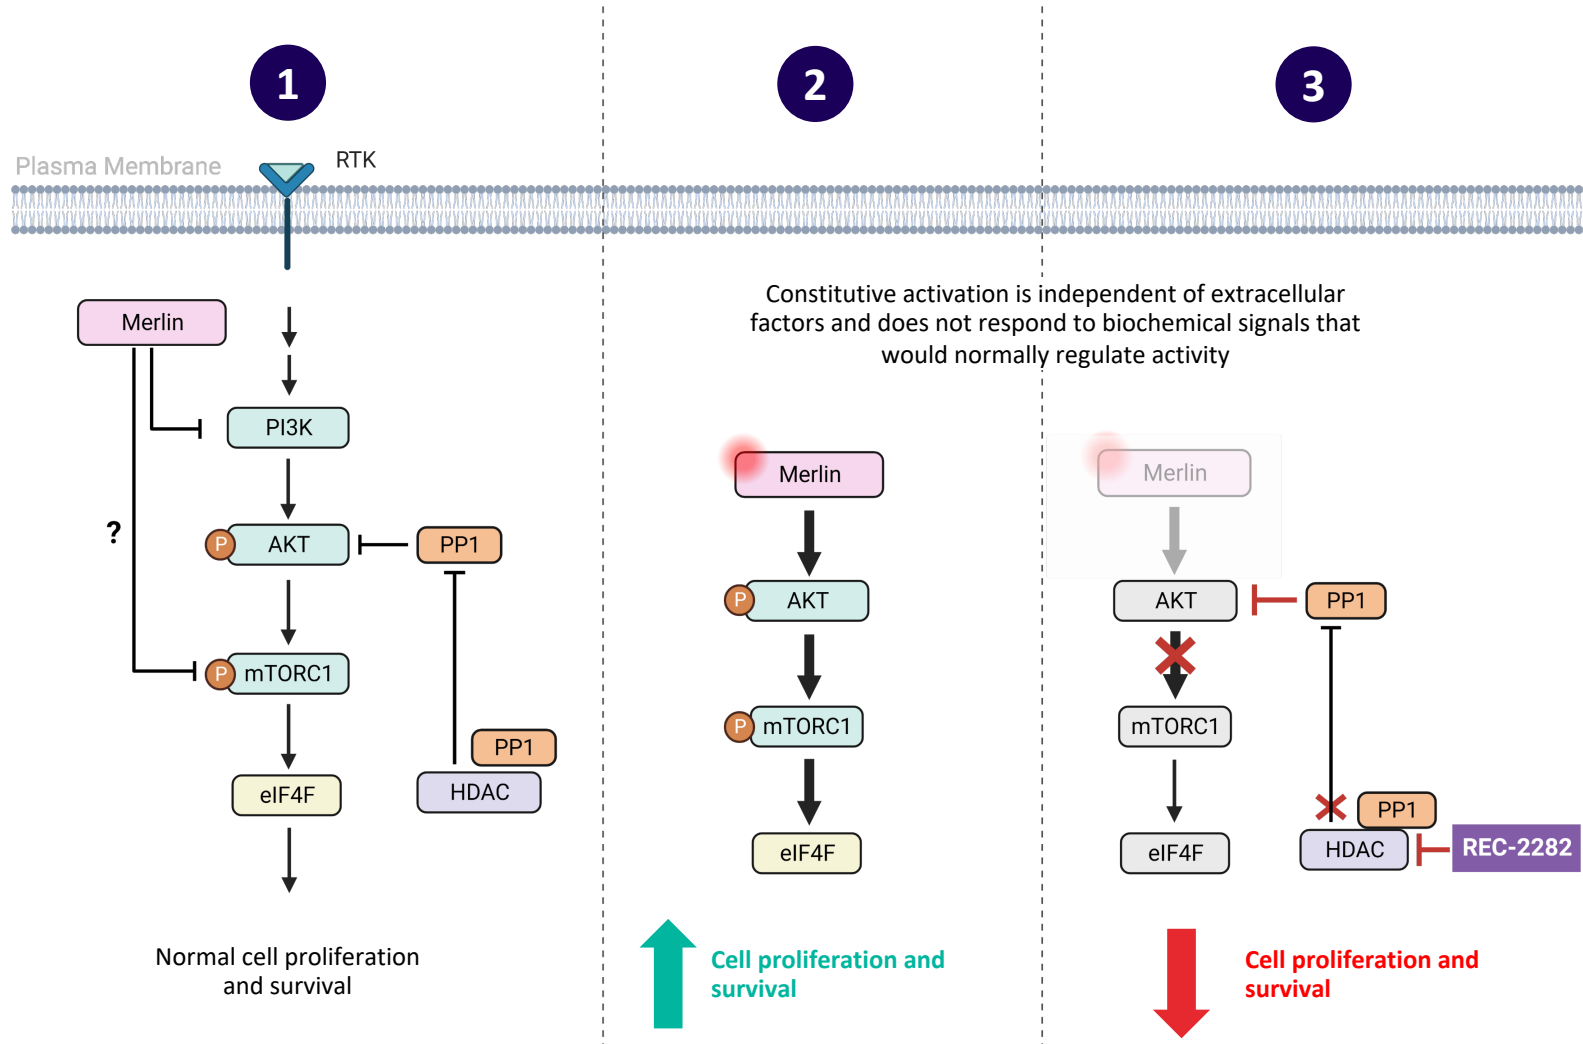 1
2
3
Plasma Membrane
RTK
Merlin
PI3K
?
P
AKT
PP1
P
mTORC1
PP1
HDAC
eIF4F
Normal cell proliferation
and survival
Constitutive activation is independent of extracellular
factors and does not respond to biochemical signals that
would normally regulate activity
Merlin
P
AKT
P
mTORC1
eIF4F
Cell proliferation and
survival
Merlin
AKT
PP1
mTORC1
PP1
HDAC
REC-2282
eIF4F
Cell proliferation and
survival